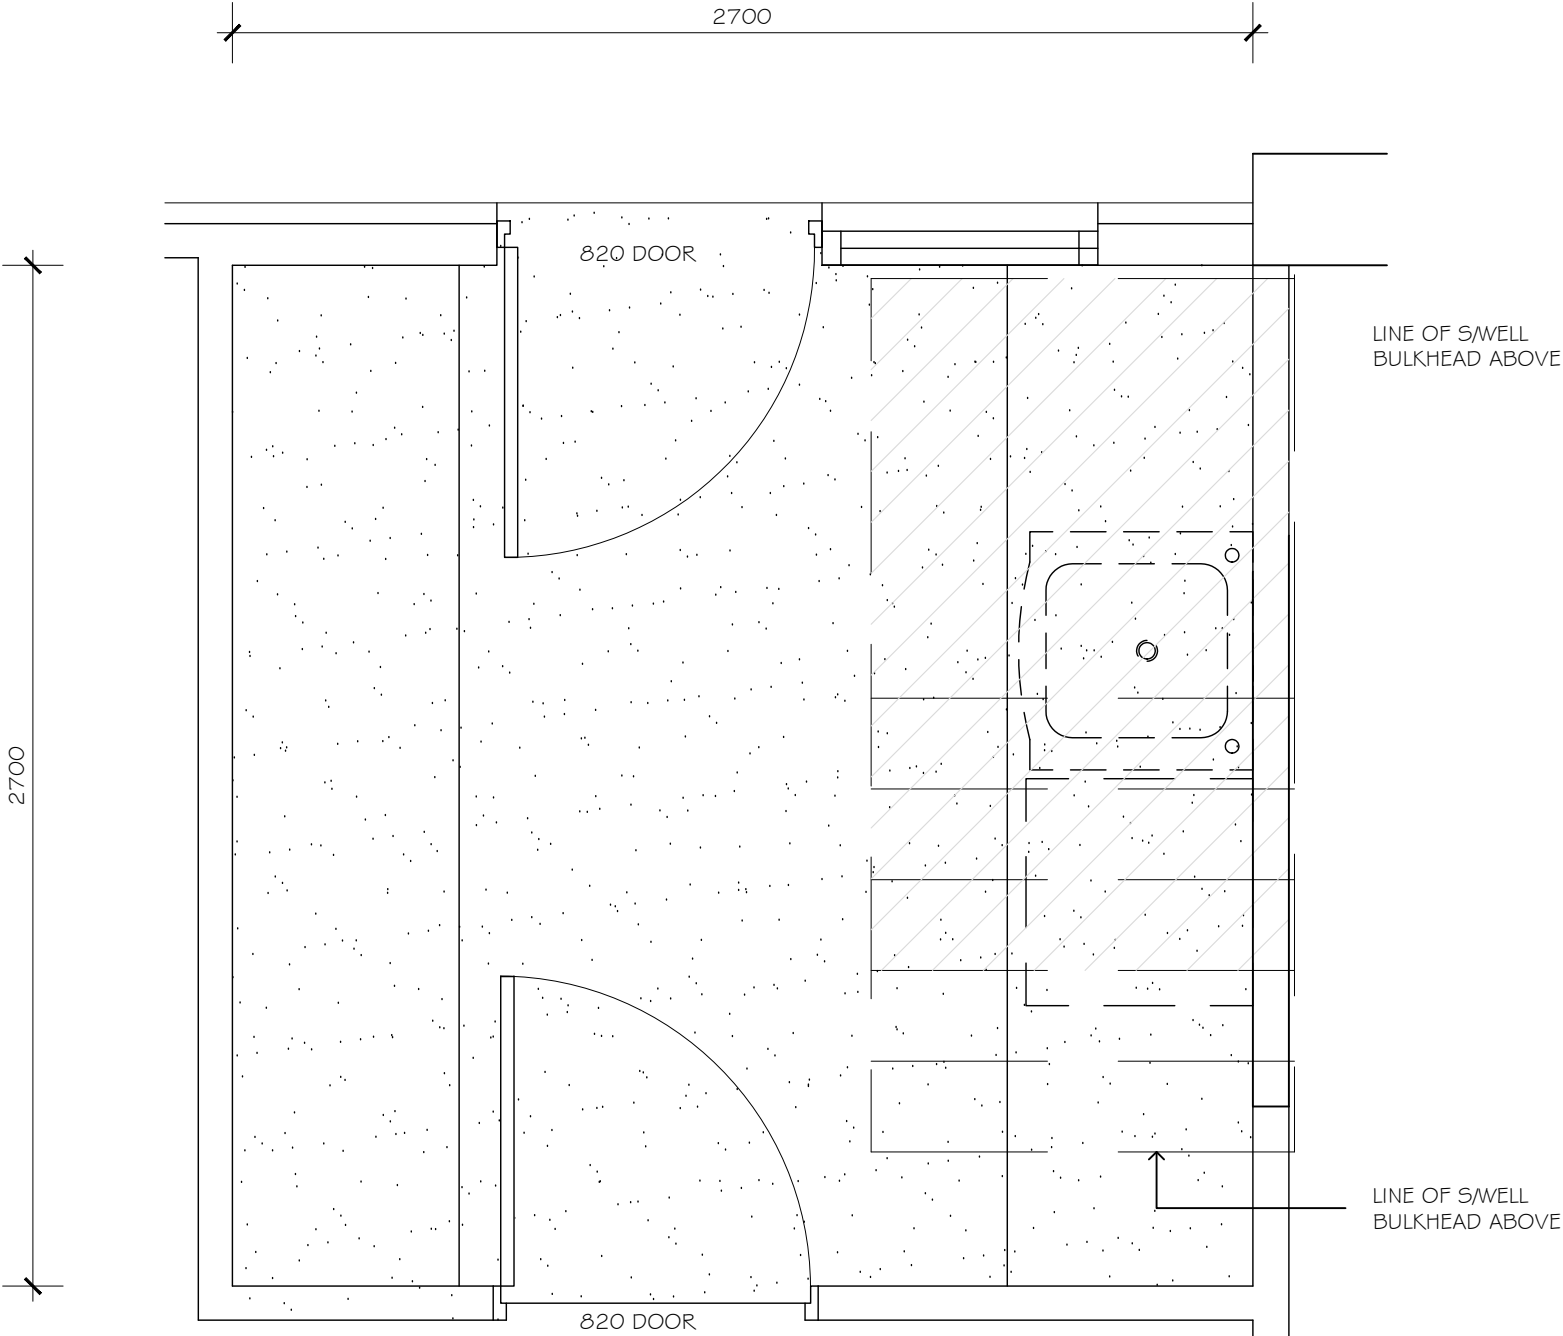 2700
820 DOOR
LINE OF S/WELL
BULKHEAD ABOVE
2700
LINE OF S/WELL
BULKHEAD ABOVE
820 DOOR